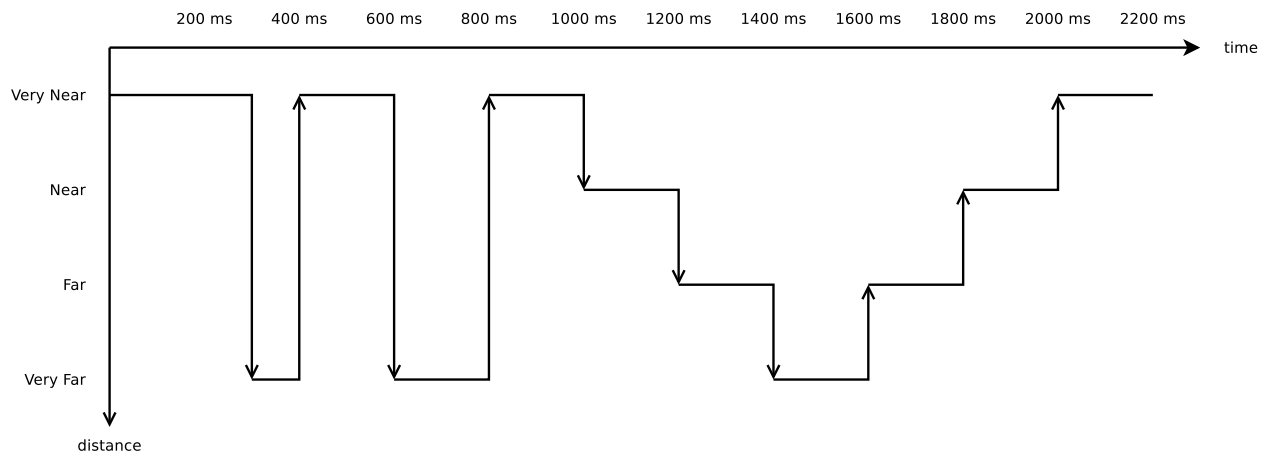 200 ms 400 ms 600 ms 800 ms 1000 ms 1200 ms 1400 ms 1600 ms 1800 ms 2000 ms 2200 ms
time
Very Near
Near
Far
Very Far
distance